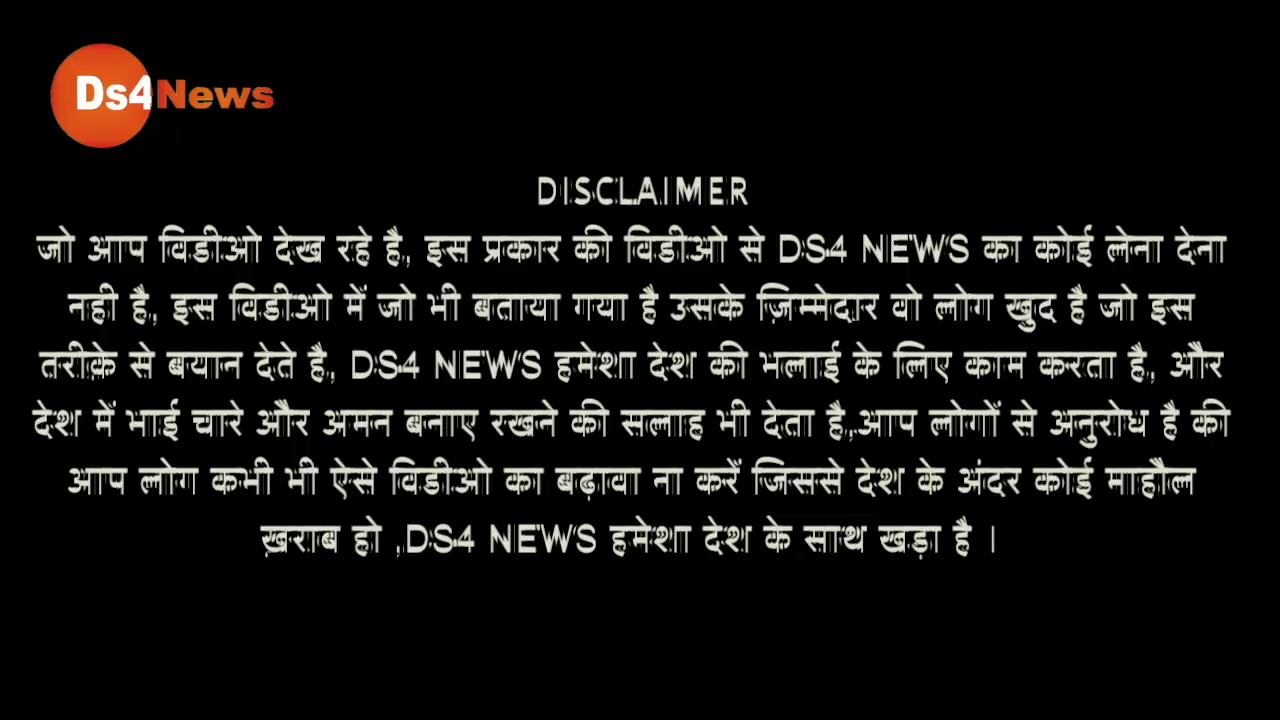 Ds4News
DISCLAIMER
जो आप विडीओ देख रहे है, इस प्रकार की विडीओ से DS4 NEWS का कोई लेना देना
नही है, इस विडीओ में जो भी बताया गया है उसके ज़िम्मेदार वो लोग खुद है जो इस
तरीक़े से बयान देते है, DS4 NEWS हमेशा देश की भलाई के लिए काम करता है, और
देश में भाई चारे और अमन बनाए रखने की सलाह भी देता है,.आप लोगों से अनुरोध है की
आप लोग कभी भी ऐसे विडीओ का बढ़ावा ना करें जिससे देश के अंदर कोई माहौल
ख़राब हो ,DS4 NEWS हमेशा देश के साथ खड़ा है ।